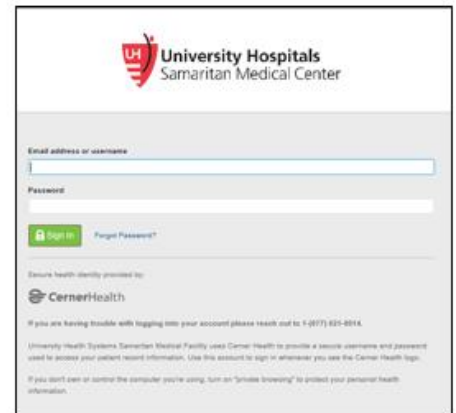 UH
University Hospitals
Samaritan Medical Center
Email address or username
Password
Sign In Forgot Password?
Secure health identity provided by:
CernerHealth
If you are having trouble with logging into your account please reach out to 1-(877) 621-8014.
University Health Systems Samaritan Medical Facility uses Cerner Health to provide a secure username and password
used to access your patient record information. Use this account to sign in whenever you see the Cerner Health logo.
If you don't own or control the computer you're using, turn on "private browsing" to protect your personal health
information.